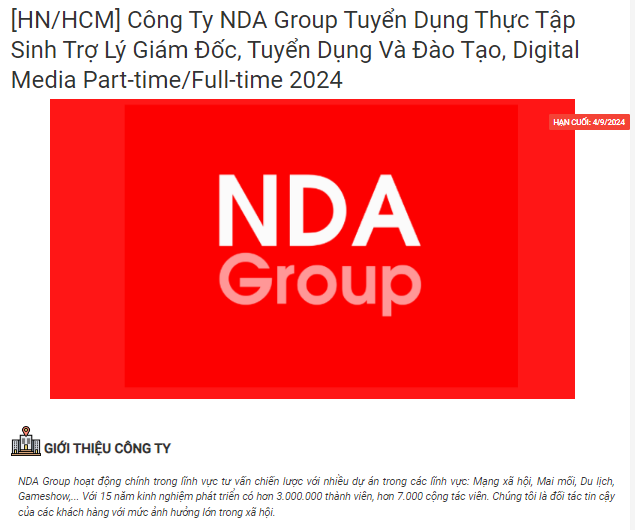 [HN/HCM] Công Ty NDA Group Tuyển Dụng Thực Tập
Sinh Trợ Lý Giám Đốc, Tuyển Dụng Và Đào Tạo, Digital
Media Part-time/Full-time 2024
HẠN CUỐI: 4/9/2024
NDA
Group
GIỚI THIỆU CÔNG TY
NDA Group hoạt động chính trong lĩnh vực tư vấn chiến lược với nhiều dự án trong các lĩnh vực: Mạng xã hội, Mai mối, Du lịch,
Gameshow,... Với 15 năm kinh nghiệm phát triển có hơn 3.000.000 thành viên, hơn 7.000 cộng tác viên. Chúng tôi là đối tác tin cậy
của các khách hàng với mức ảnh hưởng lớn trong xã hội.